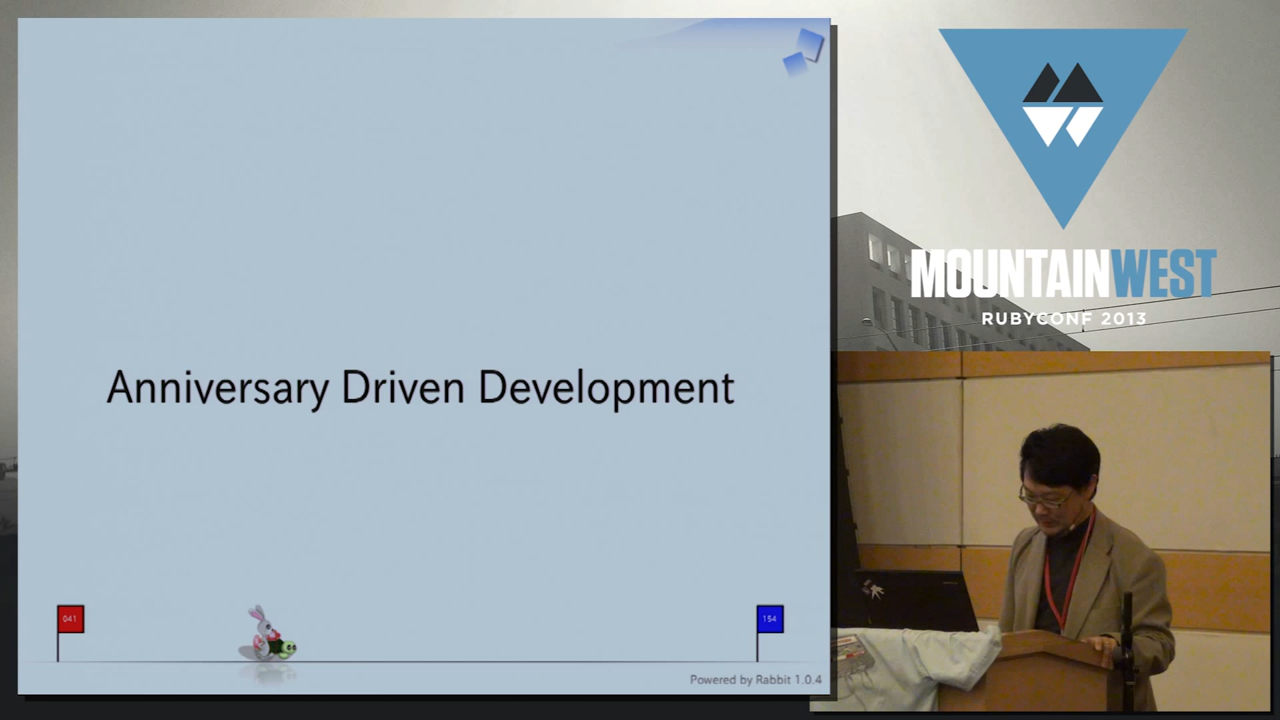 Anniversary Driven Development
041
154
Powered by Rabbit 1.0.4
MOUNTAINWEST
RUBYCONF 2013